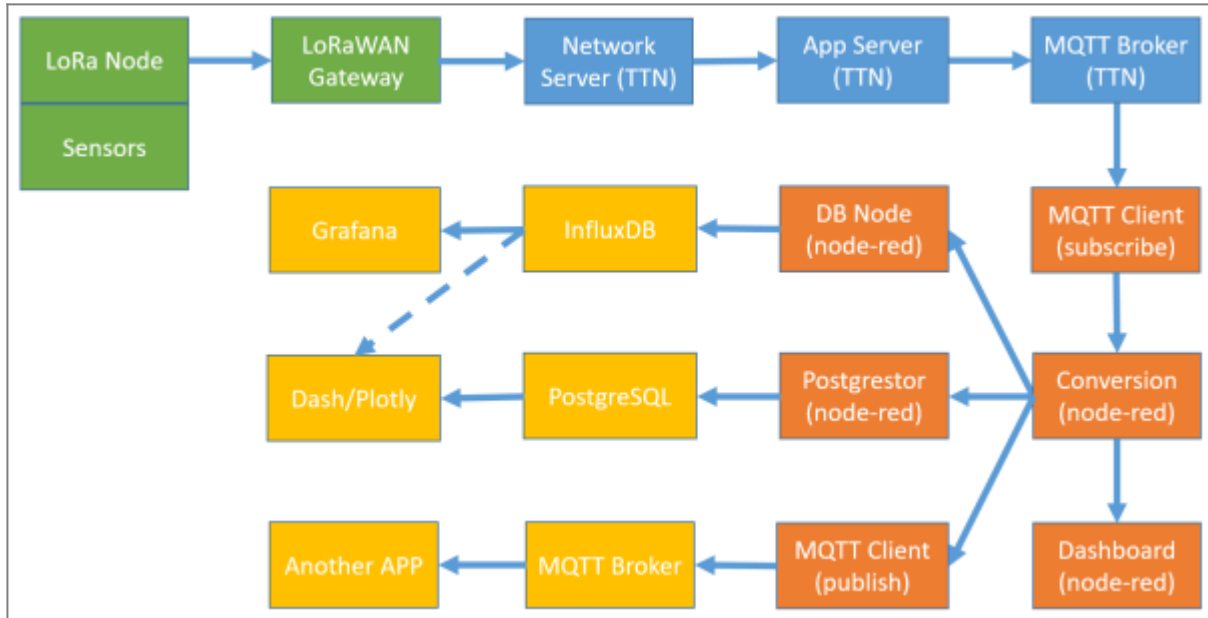 LoRa Node
LoRaWAN
Gateway
Network
Server (TTN)
App Server
(TTN)
MQTT Broker
(TTN)
Sensors
Grafana
InfluxDB
DB Node
(node-red)
MQTT Client
(subscribe)
Dash/Plotly
PostgreSQL
Postgrestor
(node-red)
Conversion
(node-red)
Another APP
MQTT Broker
MQTT Client
(publish)
Dashboard
(node-red)